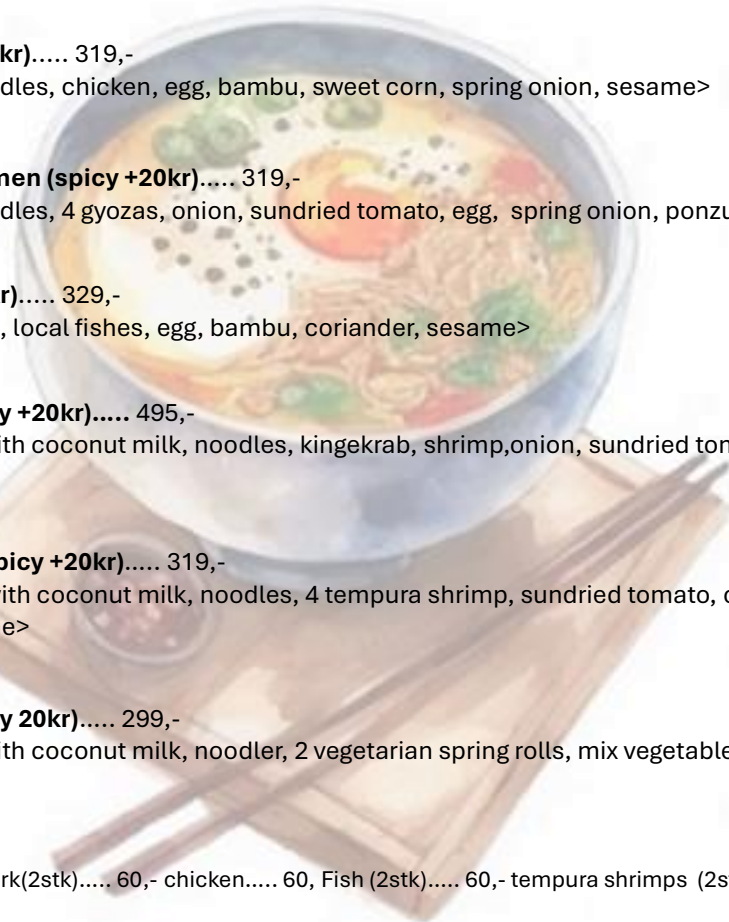 kr)..... 319,-
dles, chicken, egg, bambu, sweet corn, spring onion, sesame>
men (spicy +20kr)..... 319,-
dles, 4 gyozas, onion, sundried tomato, egg,  spring onion, ponzu
r)..... 329,-
, local fishes, egg, bambu, coriander, sesame>
y +20kr)..... 495,-
ith coconut milk, noodles, kingekrab, shrimp,onion, sundried tom
picy +20kr)..... 319,-
with coconut milk, noodles, 4 tempura shrimp, sundried tomato,
e>
y 20kr)..... 299,-
ith coconut milk, noodler, 2 vegetarian spring rolls, mix vegetable
rk(2stk)..... 60,- chicken..... 60, Fish (2stk)..... 60,- tempura shrimps  (2s